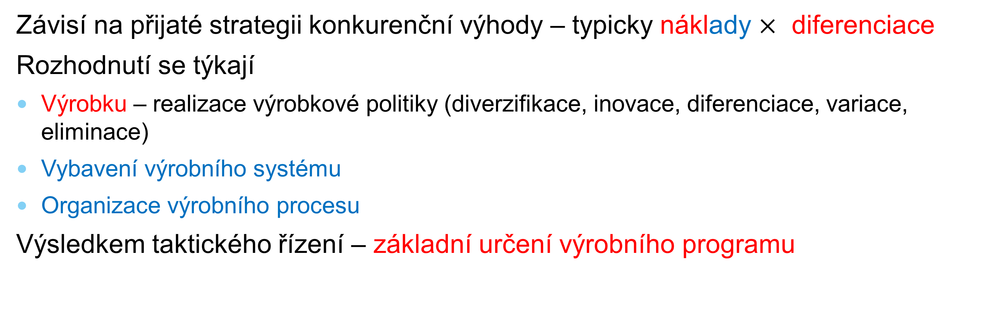 Závisí na přijaté strategii konkurenční výhody – typicky náklady × diferenciace
Rozhodnutí se týkají
• Výrobku – realizace výrobkové politiky (diverzifikace, inovace, diferenciace, variace,
eliminace)
• Vybavení výrobního systému
• Organizace výrobního procesu
Výsledkem taktického řízení – základní určení výrobního programu